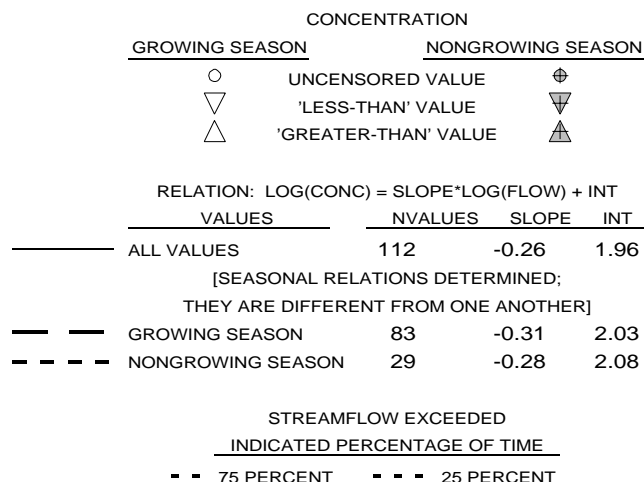 CONCENTRATION
GROWING SEASON NONGROWING SEASON
UNCENSORED VALUE
'LESS-THAN' VALUE
'GREATER-THAN' VALUE
RELATION: LOG(CONC) = SLOPE*LOG(FLOW) + INT
VALUES NVALUES SLOPE INT
ALL VALUES 112 -0.26 1.96
[SEASONAL RELATIONS DETERMINED;
THEY ARE DIFFERENT FROM ONE ANOTHER]
GROWING SEASON 83 -0.31 2.03
NONGROWING SEASON 29 -0.28 2.08
STREAMFLOW EXCEEDED
INDICATED PERCENTAGE OF TIME
75 PERCENT 25 PERCENT